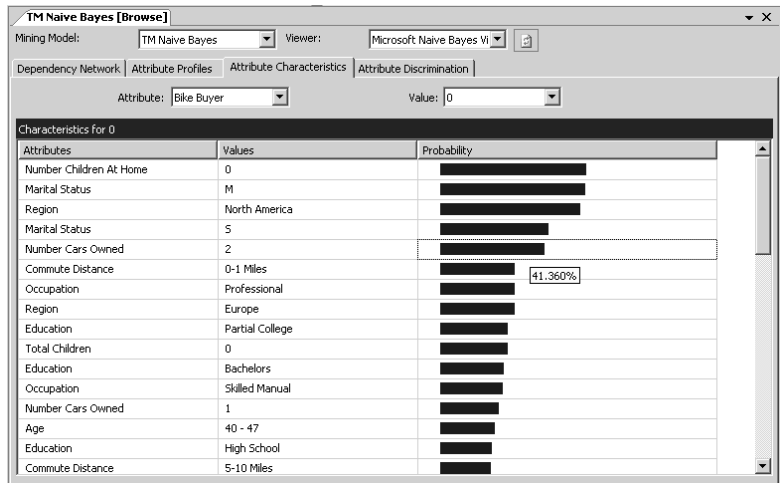 TM Naive Bayes [Browse]
Mining Model: TM Naive Bayes Viewer: Microsoft Naive Bayes Vi
Dependency Network Attribute Profiles Attribute Characteristics Attribute Discrimination
Attribute: Bike Buyer Value: 0
Characteristics for 0
Attributes Values Probability
Number Children At Home 0
Marital Status M
Region North America
Marital Status S
Number Cars Owned 2
Commute Distance 0-1 Miles 41.360%
Occupation Professional
Region Europe
Education Partial College
Total Children 0
Education Bachelors
Occupation Skilled Manual
Number Cars Owned 1
Age 40 - 47
Education High School
Commute Distance 5-10 Miles